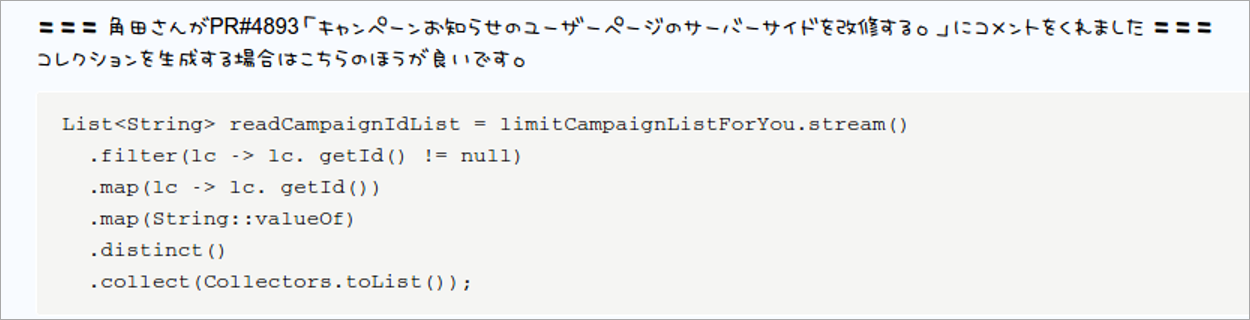 === 角田さんがPR#4893「キャンペーンお知らせのユーザーページのサーバーサイドを改修する。」にコメントをくれました ===
コレクションを生成する場合はこちらのほうが良いです。
List<String> readCampaignIdList = limitCampaignListForYou.stream()
  .filter(lc -> lc. getId() != null)
  .map(lc -> lc. getId())
  .map(String::valueOf)
  .distinct()
  .collect(Collectors.toList());